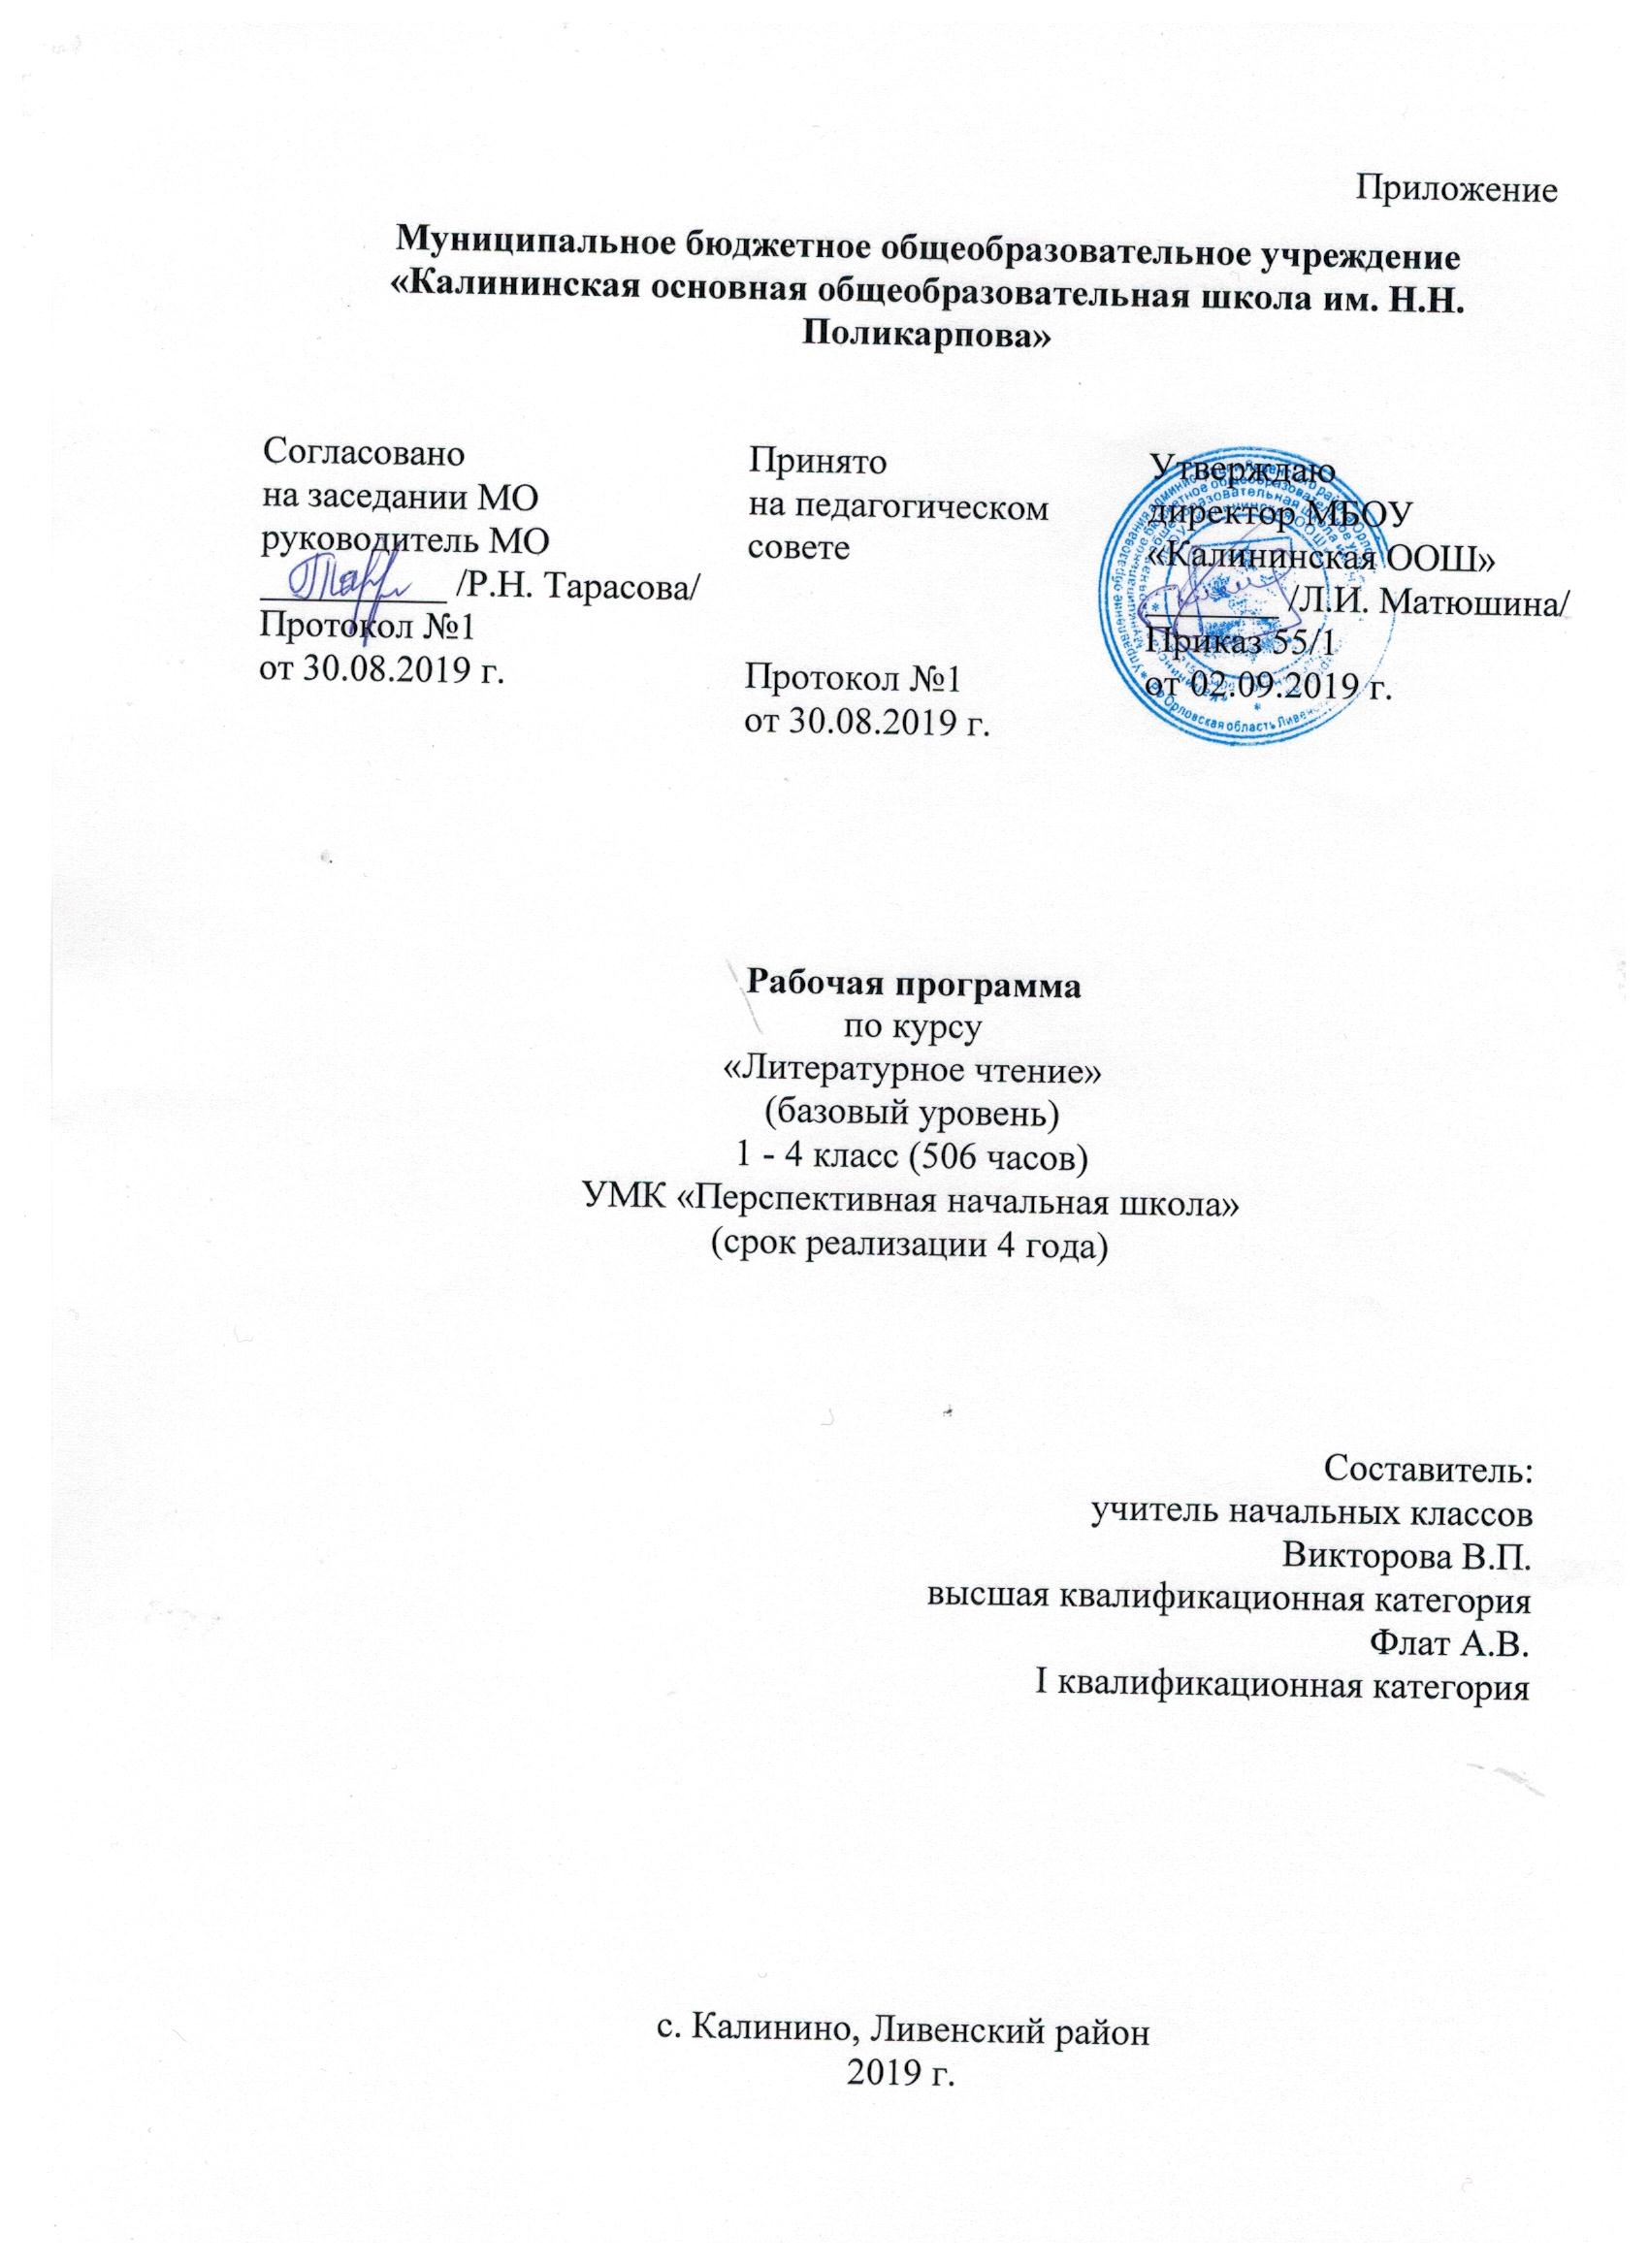 Приложение
Муниципальное бюджетное общеобразовательное учреждение
«Калининская основная общеобразовательная школа им. Н.Н.
Поликарпова»
Согласовано
на заседании МО
руководитель МО
__________ /Р.Н. Тарасова/
Протокол №1
от 30.08.2019 г.
Принято
на педагогическом
совете
Протокол №1
от 30.08.2019 г.
Утверждаю
директор МБОУ
«Калининская ООШ»
_______ /Л.И. Матюшина/
Приказ 55/1
от 02.09.2019 г.
Рабочая программа
по курсу
«Литературное чтение»
(базовый уровень)
1 - 4 класс (506 часов)
УМК «Перспективная начальная школа»
(срок реализации 4 года)
Составитель:
учитель начальных классов
Викторова В.П.
высшая квалификационная категория
Флат А.В.
I квалификационная категория
с. Калинино, Ливенский район
2019 г.